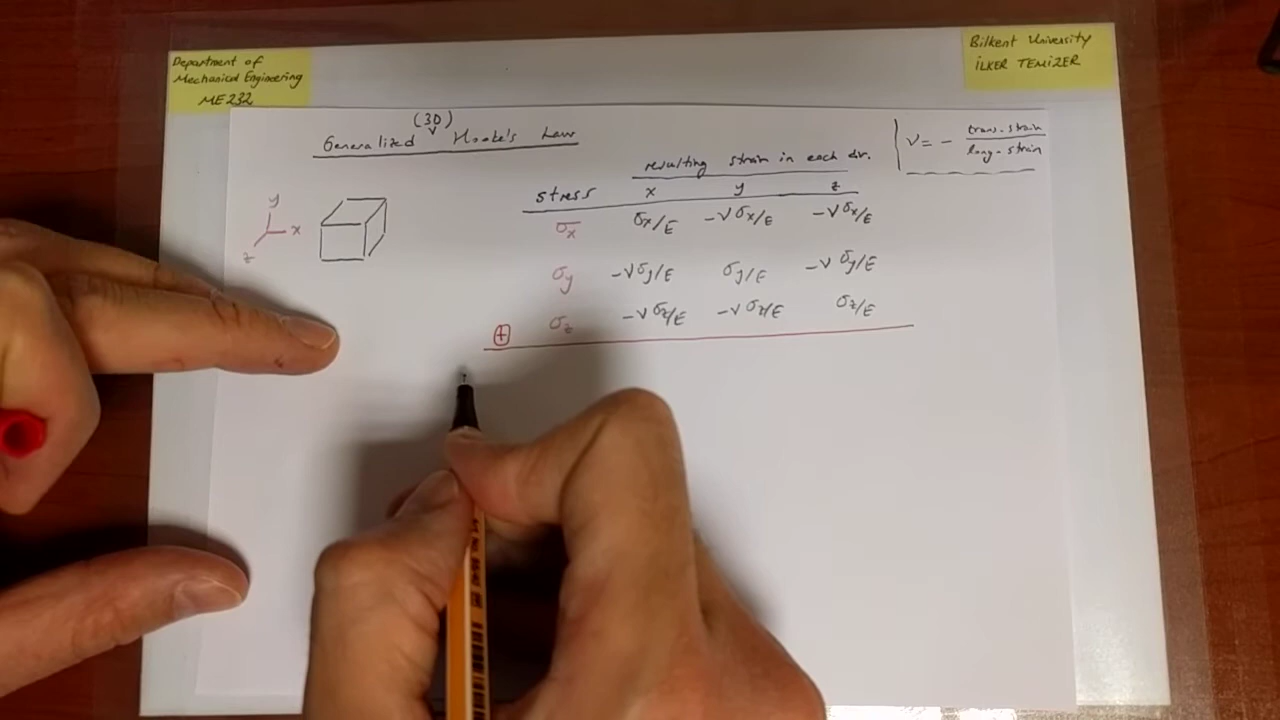 Department of
Mechanical Engineering
ME232
Bilkent University
İLKER TEMİZER
(3D)
Generalized Hooke's Law
ν = - trans. strain
long. strain
resulting strain in each dir.
stress x y z
σx σx/E -νσx/E -νσx/E
σy -νσy/E σy/E -νσy/E
σz -νσz/E -νσz/E σz/E
+
y
x
z